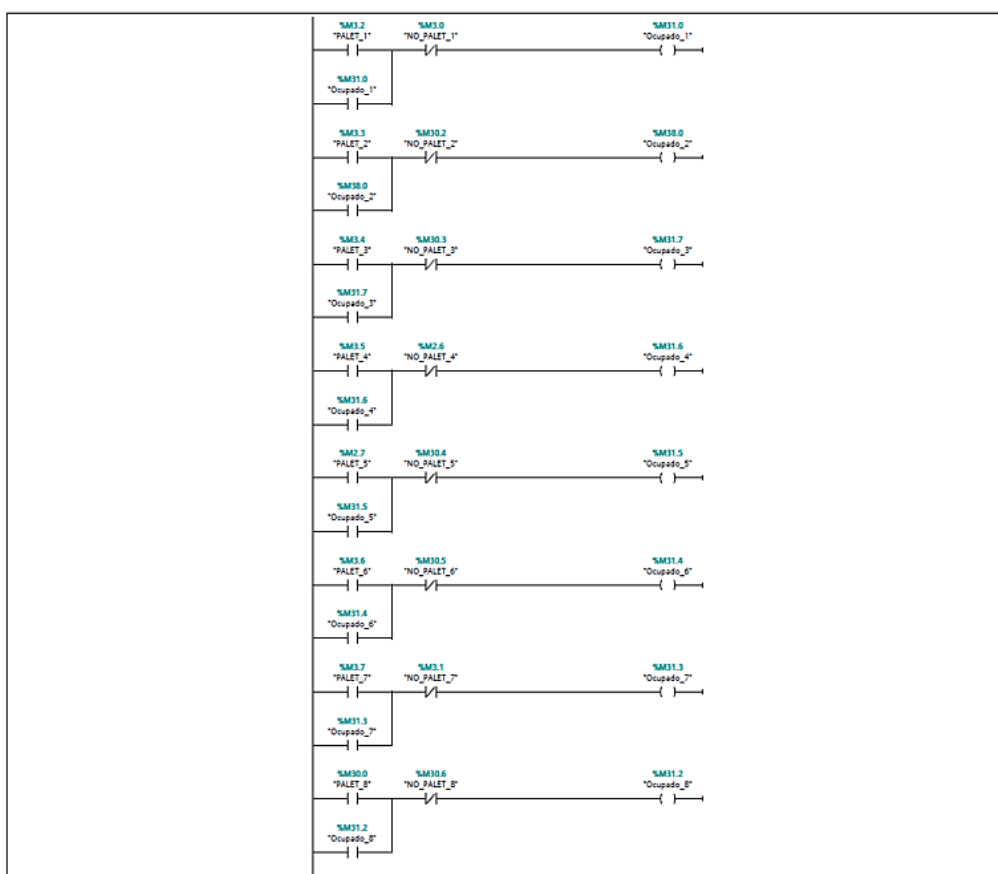 %M3.2 %M3.0 %M31.0
"PALET_1" "NO_PALET_1" "Ocupado_1"
%M31.0
"Ocupado_1"
%M3.3 %M30.2 %M38.0
"PALET_2" "NO_PALET_2" "Ocupado_2"
%M38.0
"Ocupado_2"
%M3.4 %M30.3 %M31.7
"PALET_3" "NO_PALET_3" "Ocupado_3"
%M31.7
"Ocupado_3"
%M3.5 %M2.6 %M31.6
"PALET_4" "NO_PALET_4" "Ocupado_4"
%M31.6
"Ocupado_4"
%M2.7 %M30.4 %M31.5
"PALET_5" "NO_PALET_5" "Ocupado_5"
%M31.5
"Ocupado_5"
%M3.6 %M30.5 %M31.4
"PALET_6" "NO_PALET_6" "Ocupado_6"
%M31.4
"Ocupado_6"
%M3.7 %M3.1 %M31.3
"PALET_7" "NO_PALET_7" "Ocupado_7"
%M31.3
"Ocupado_7"
%M30.0 %M30.6 %M31.2
"PALET_8" "NO_PALET_8" "Ocupado_8"
%M31.2
"Ocupado_8"